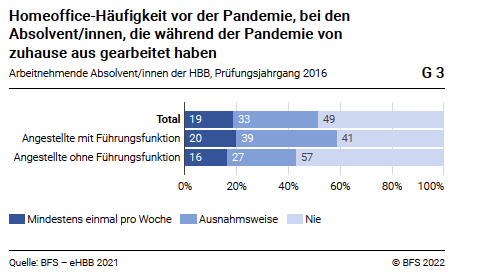 Homeoffice-Häufigkeit vor der Pandemie, bei den
Absolvent/innen, die während der Pandemie von
zuhause aus gearbeitet haben
Arbeitnehmende Absolvent/innen der HBB, Prüfungsjahrgang 2016 G 3
Total 19 33 49
Angestellte mit Führungsfunktion 20 39 41
Angestellte ohne Führungsfunktion 16 27 57
0% 20% 40% 60% 80% 100%
Mindestens einmal pro Woche Ausnahmsweise Nie
Quelle: BFS – eHBB 2021 © BFS 2022